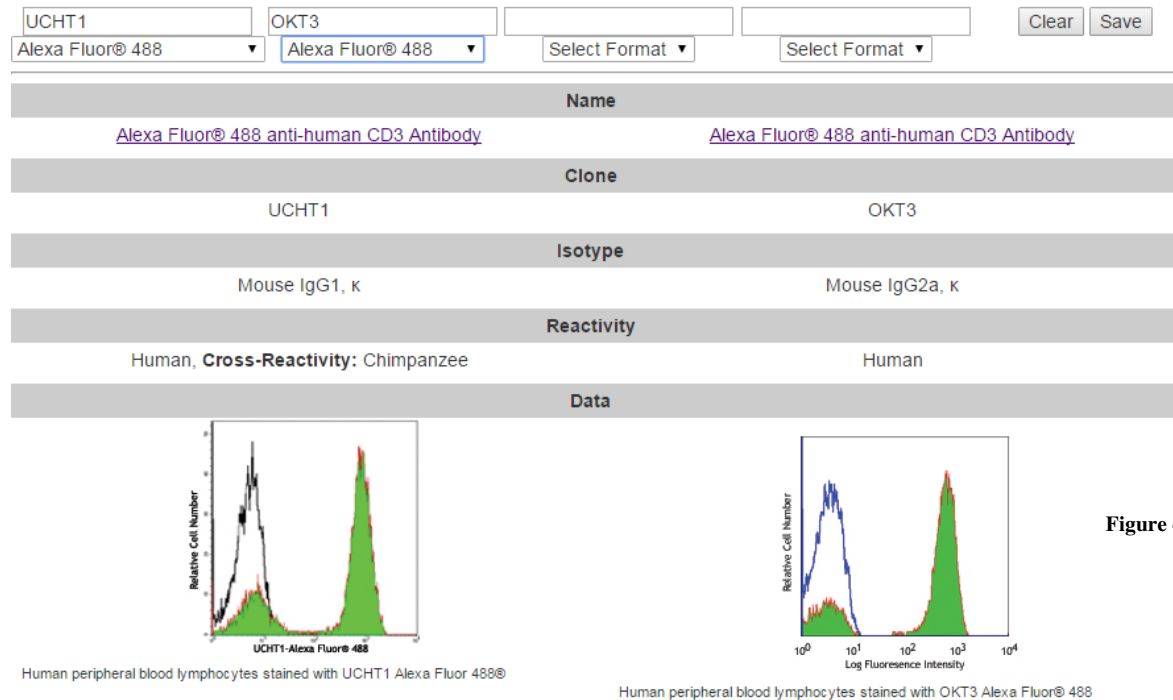 UCHT1 OKT3 Clear Save
Alexa Fluor® 488 ▼ Alexa Fluor® 488 ▼ Select Format ▼ Select Format ▼
Name
Alexa Fluor® 488 anti-human CD3 Antibody Alexa Fluor® 488 anti-human CD3 Antibody
Clone
UCHT1 OKT3
Isotype
Mouse IgG1, κ Mouse IgG2a, κ
Reactivity
Human, Cross-Reactivity: Chimpanzee Human
Data
Relative Cell Number
UCHT1-Alexa Fluor® 488
Human peripheral blood lymphocytes stained with UCHT1 Alexa Fluor 488®
Relative Cell Number
10⁰ 10¹ 10² 10³ 10⁴
Log Fluoresence Intensity
Human peripheral blood lymphocytes stained with OKT3 Alexa Fluor® 488
Figure